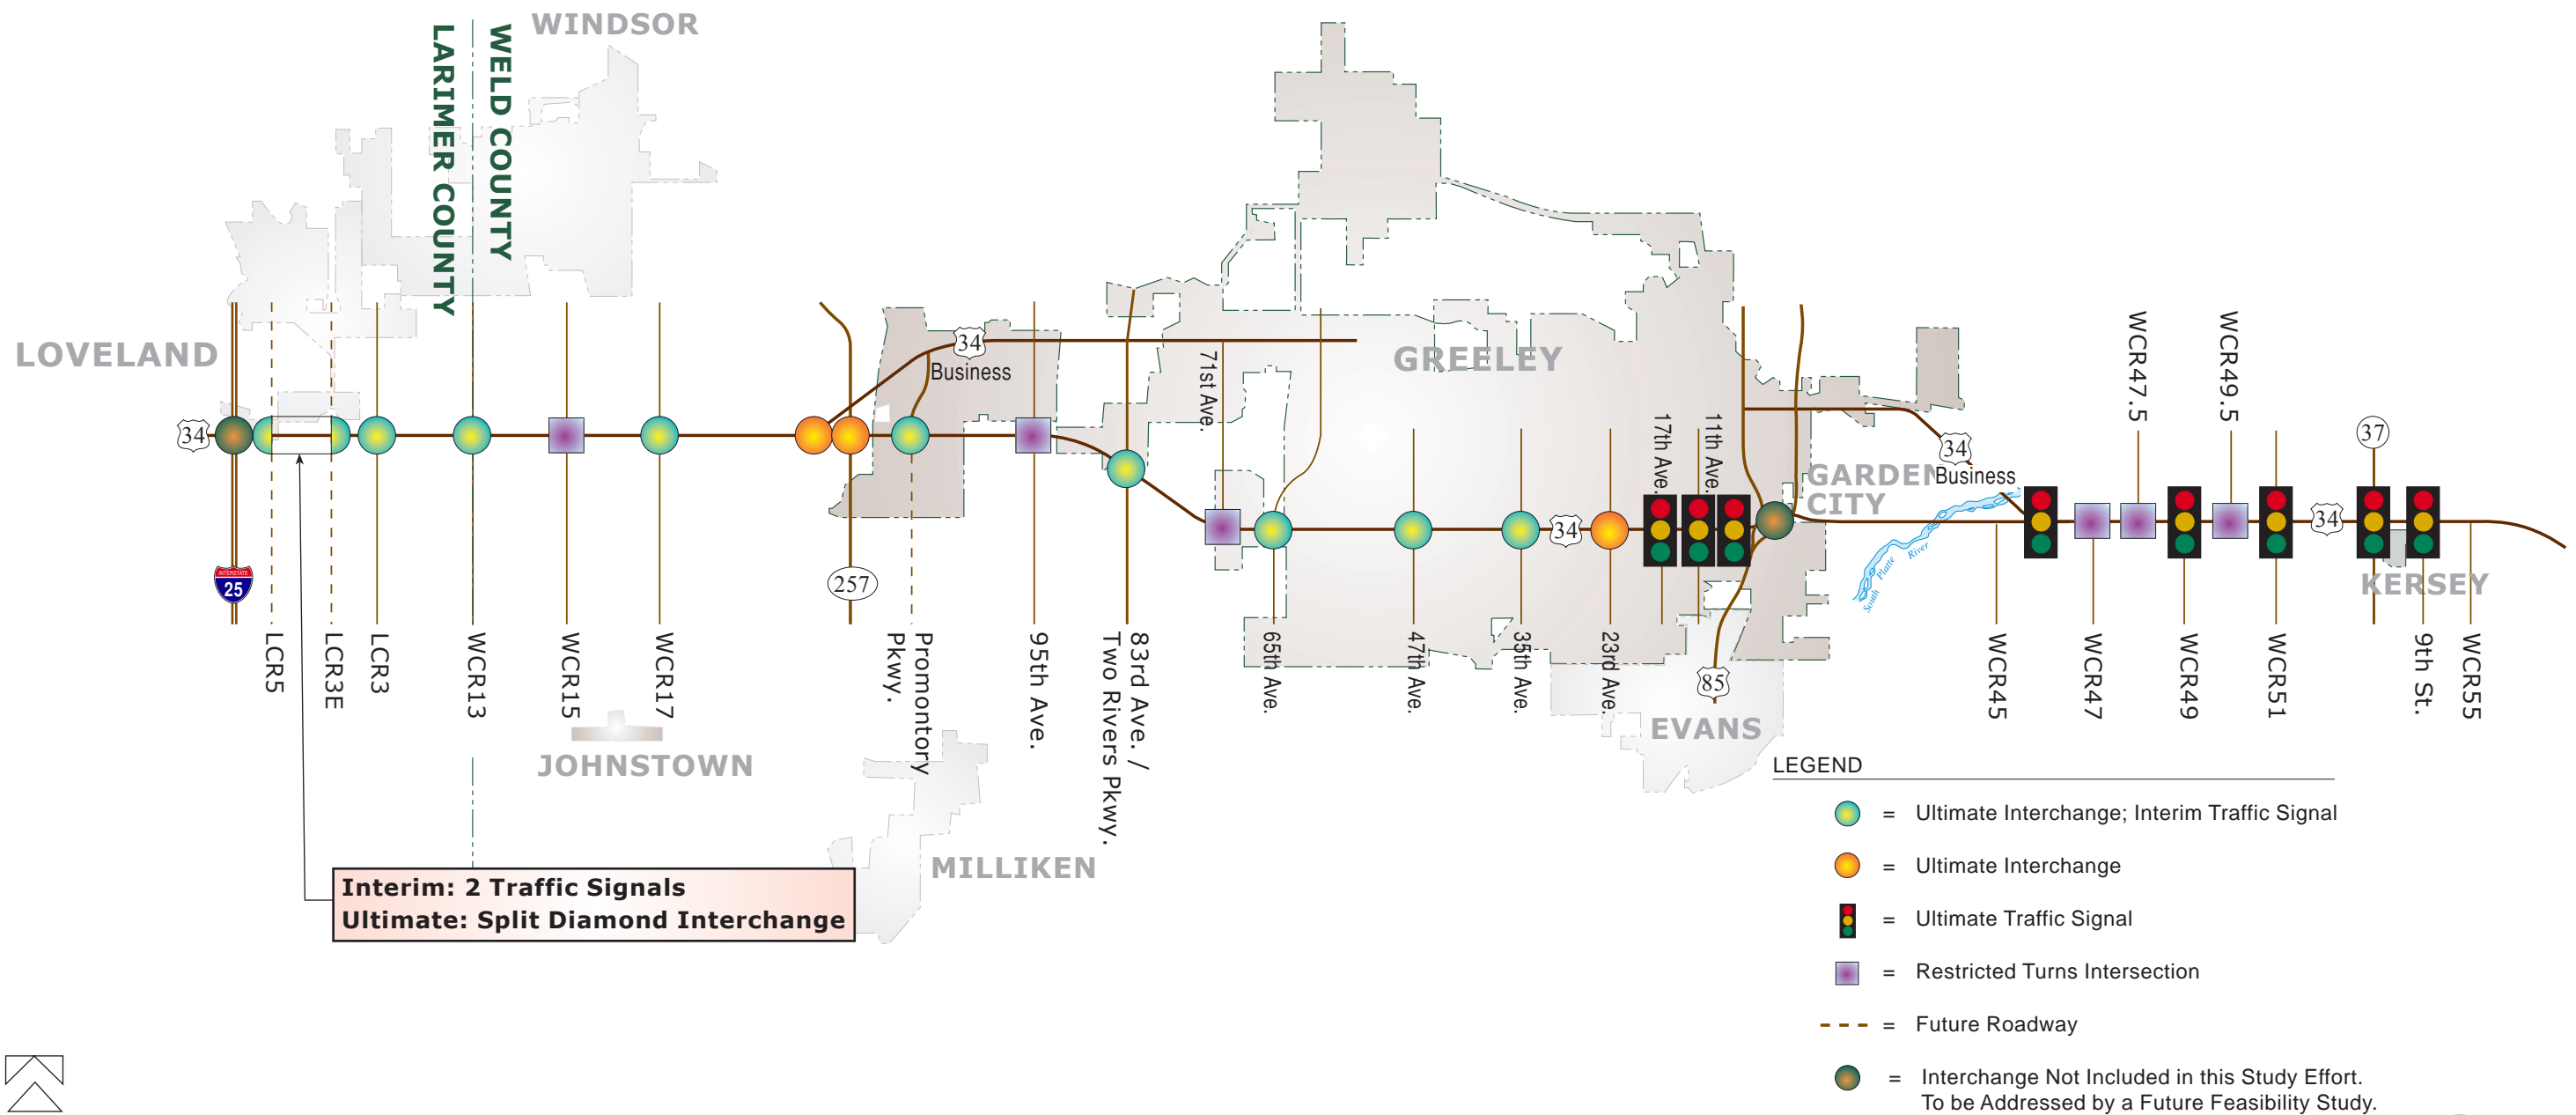 WINDSOR
LARIMER COUNTY
WELD COUNTY
LOVELAND
34
INTERSTATE
25
LCR5
LCR3E
LCR3
WCR13
WCR15
WCR17
JOHNSTOWN
257
34
Business
Promontory
Pkwy.
95th Ave.
83rd Ave. /
Two Rivers Pkwy.
MILLIKEN
Interim: 2 Traffic Signals
Ultimate: Split Diamond Interchange
71st Ave.
GREELEY
65th Ave.
47th Ave.
35th Ave.
34
23rd Ave.
17th Ave.
11th Ave.
85
EVANS
GARDEN
CITY
34
Business
South Platte River
WCR45
WCR47
WCR47.5
WCR49
WCR49.5
WCR51
34
37
KERSEY
9th St.
WCR55
LEGEND
= Ultimate Interchange; Interim Traffic Signal
= Ultimate Interchange
= Ultimate Traffic Signal
= Restricted Turns Intersection
= Future Roadway
= Interchange Not Included in this Study Effort.
To be Addressed by a Future Feasibility Study.